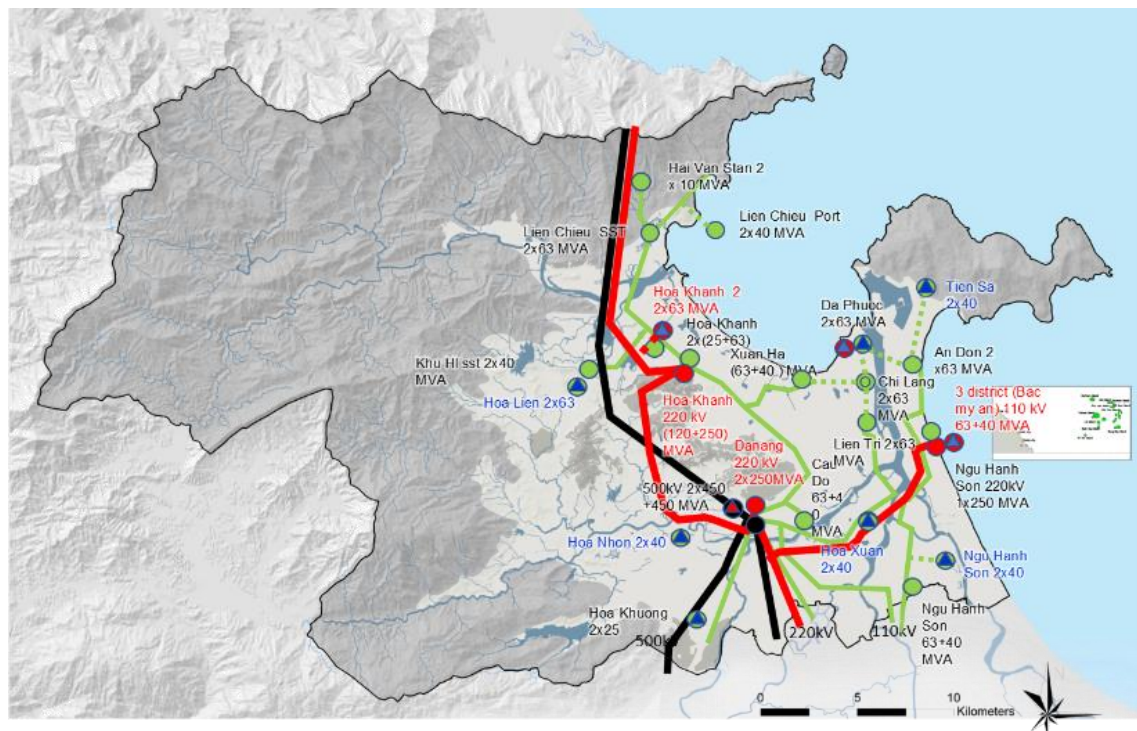 Hai Van Stan 2
x 10 MVA
Lien Chieu Port
2x40 MVA
Lien Chieu SST
2x63 MVA
Hoa Khanh 2
2x63 MVA
Hoa Khanh
2x(25+63)
Da Phuoc
2x63 MVA
Tien Sa
2x40
Khu HI sst 2x40
MVA
Xuan Ha
(63+40 ) MVA
An Don 2
x63 MVA
Hoa Lien 2x63
Chi Lang
2x63
MVA
3 district (Bac
my an) 110 kV
63+40 MVA
Hoa Khanh
220 kV
(120+250)
MVA
Danang
220 kV
2x250MVA
Lien Tri 2x63
MVA
Cau
Do
63+4
0
MVA
Ngu Hanh
Son 220kV
1x250 MVA
500kV 2x450
+450 MVA
Hoa Nhon 2x40
Hoa Xuan
2x40
Ngu Hanh
Son 2x40
Hoa Khuong
2x25
Ngu Hanh
Son
63+40
MVA
500kV
220kV
110kV
0 5 10
Kilometers